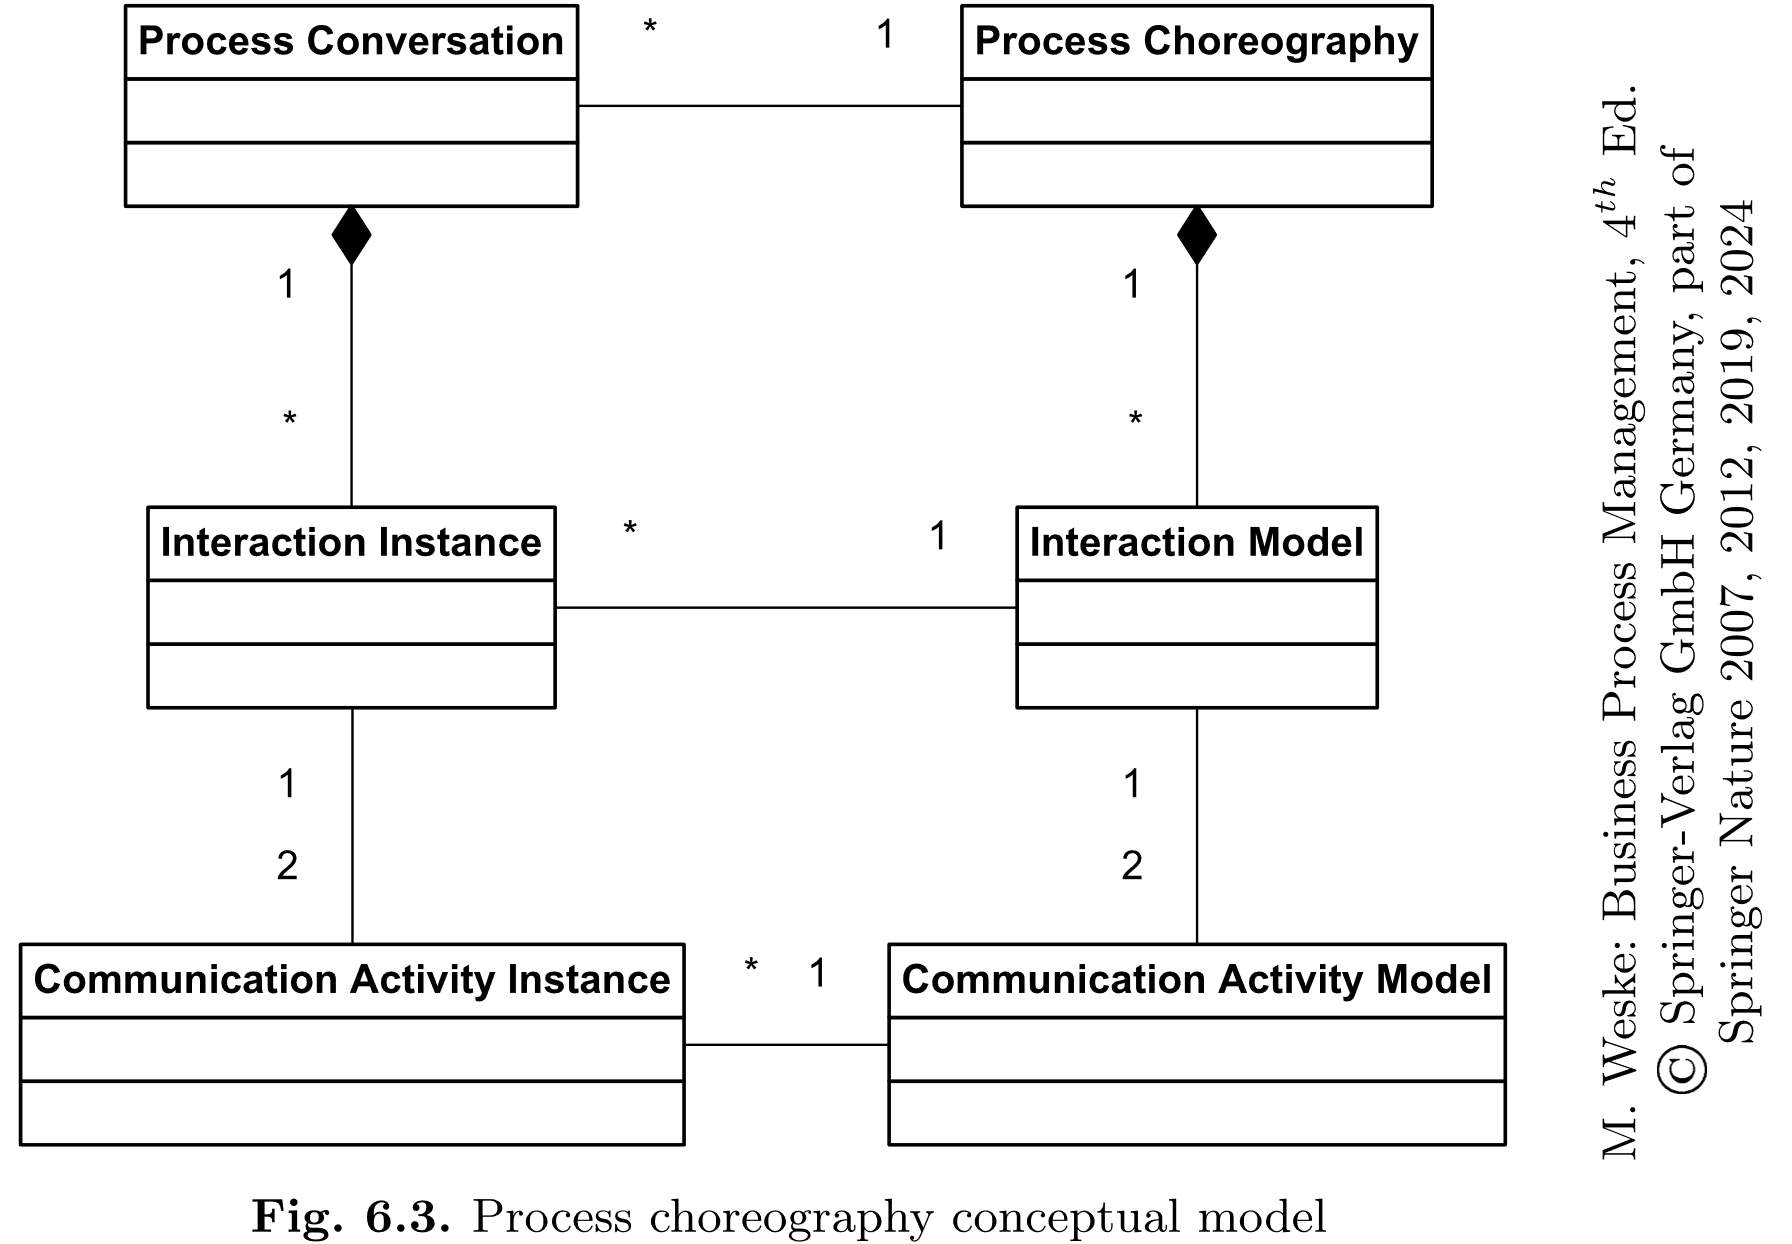 Process Conversation
* 1
Process Choreography
1
*
1
*
Interaction Instance
* 1
Interaction Model
1
2
1
2
Communication Activity Instance
* 1
Communication Activity Model
Fig. 6.3. Process choreography conceptual model
M. Weske: Business Process Management, 4th Ed.
© Springer-Verlag GmbH Germany, part of
Springer Nature 2007, 2012, 2019, 2024